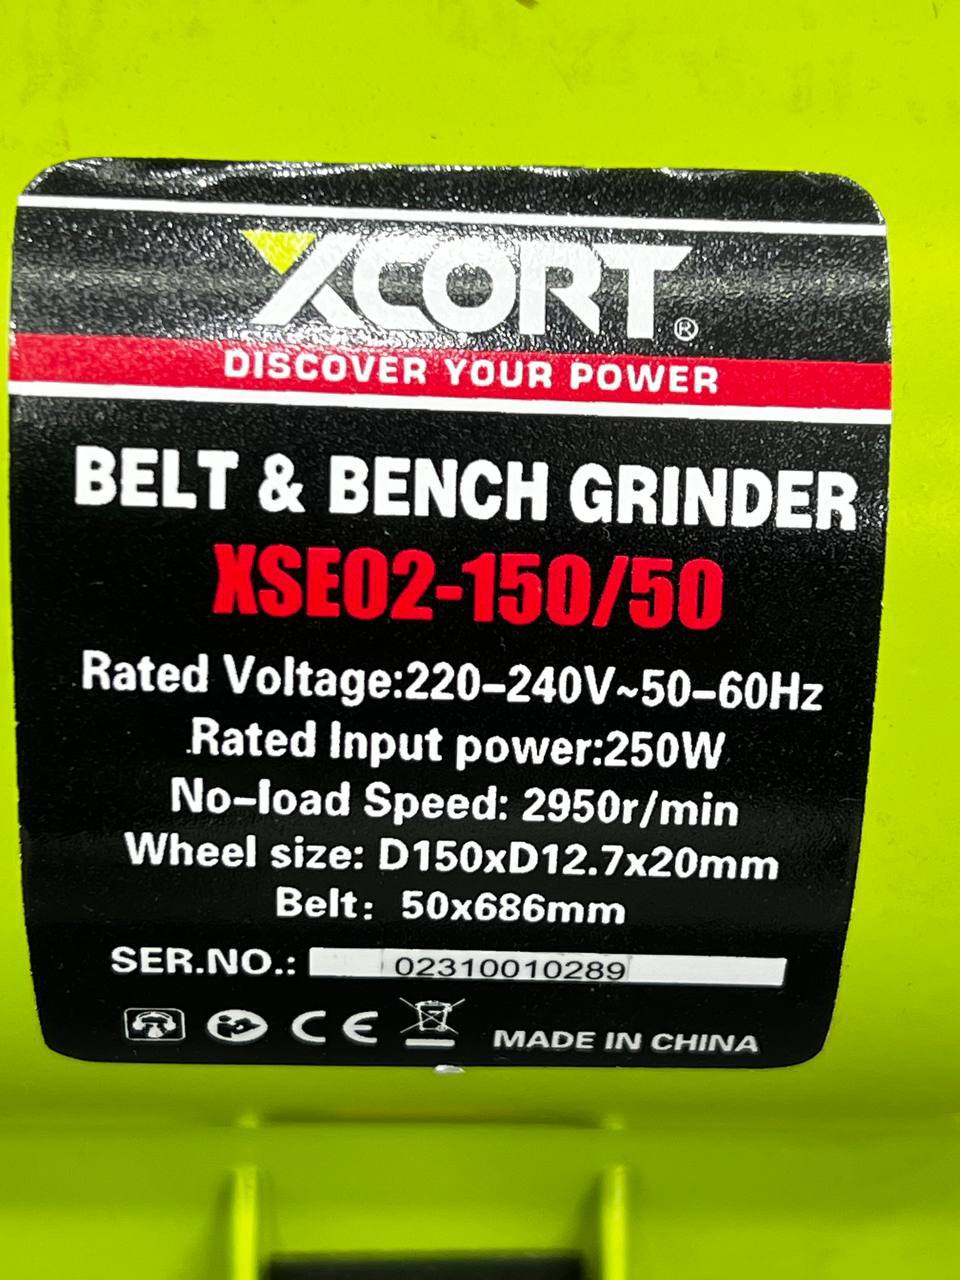 XCORT®
DISCOVER YOUR POWER
BELT & BENCH GRINDER
XSE02-150/50
Rated Voltage:220–240V~50–60Hz
Rated Input power:250W
No–load Speed: 2950r/min
Wheel size: D150xD12.7x20mm
Belt: 50x686mm
SER.NO.: 02310010289
CE MADE IN CHINA